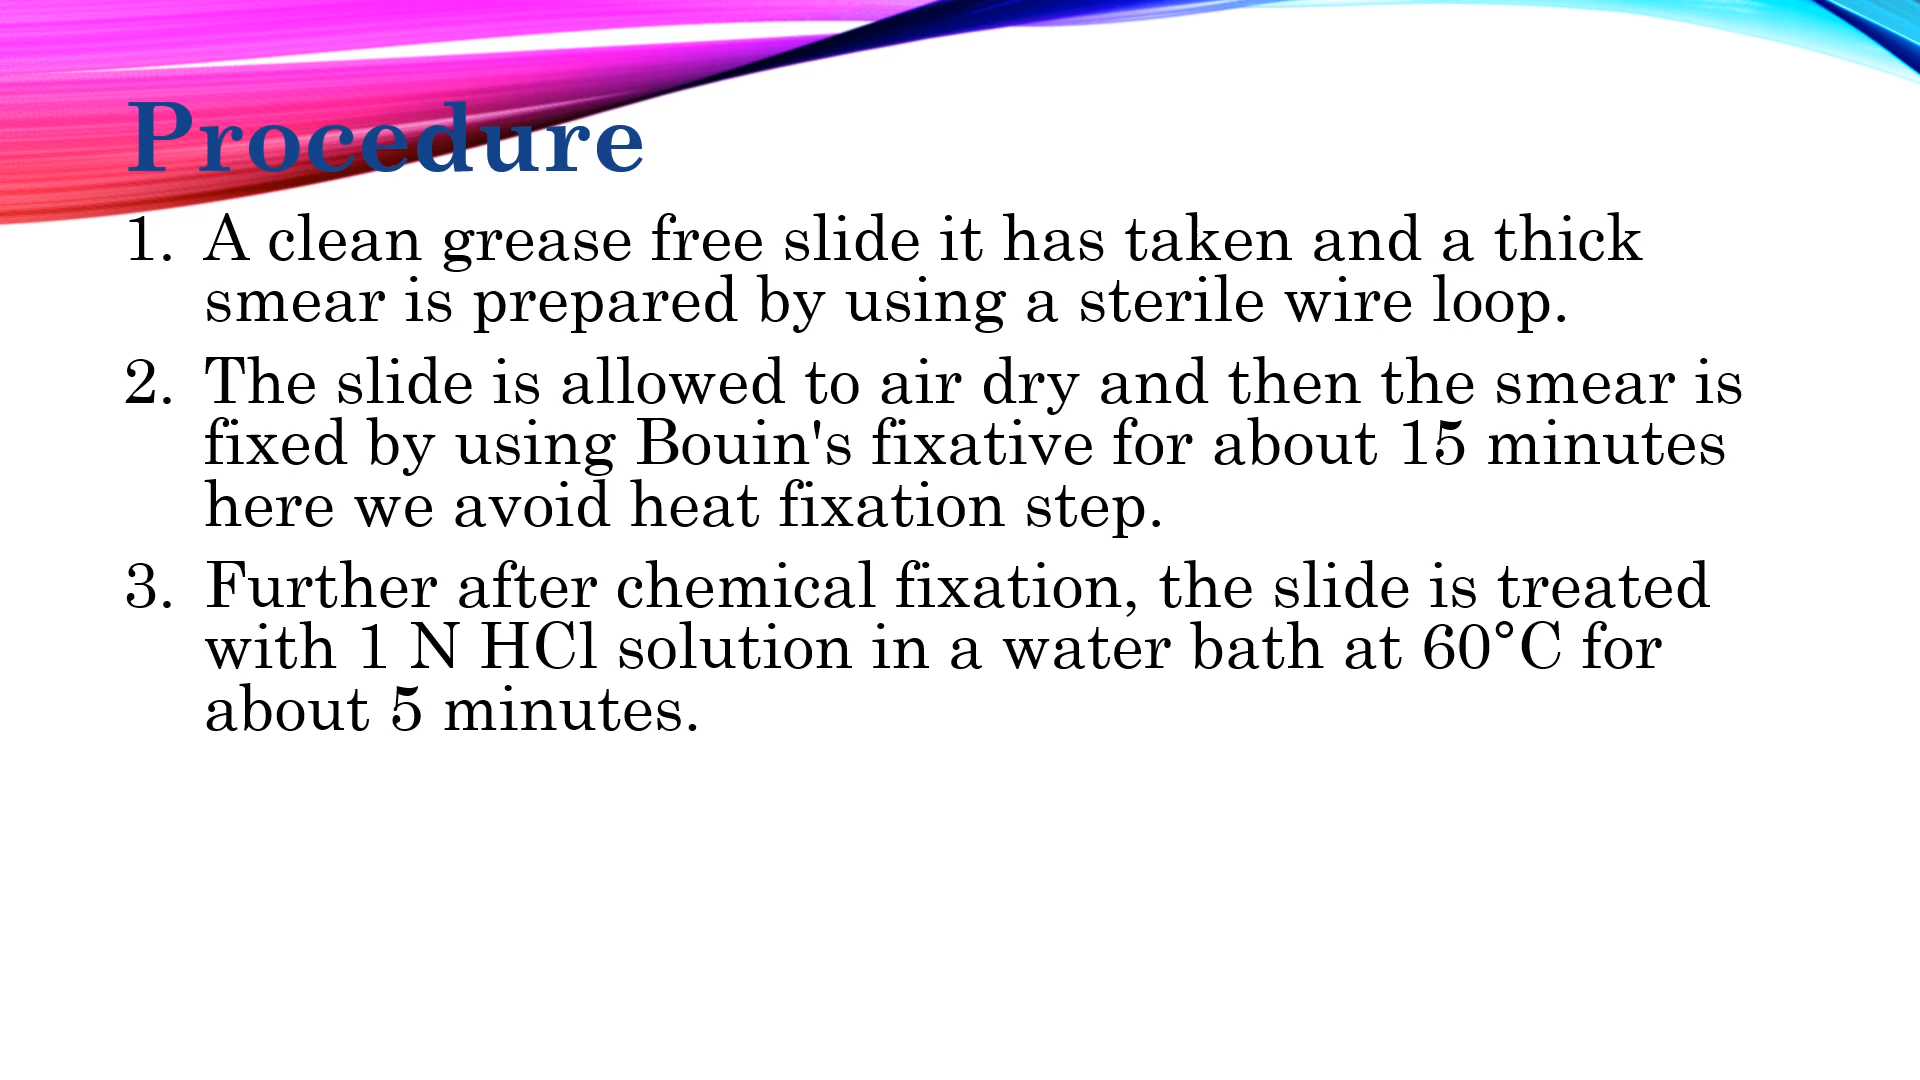 Procedure
1. A clean grease free slide it has taken and a thick
smear is prepared by using a sterile wire loop.
2. The slide is allowed to air dry and then the smear is
fixed by using Bouin's fixative for about 15 minutes
here we avoid heat fixation step.
3. Further after chemical fixation, the slide is treated
with 1 N HCl solution in a water bath at 60°C for
about 5 minutes.